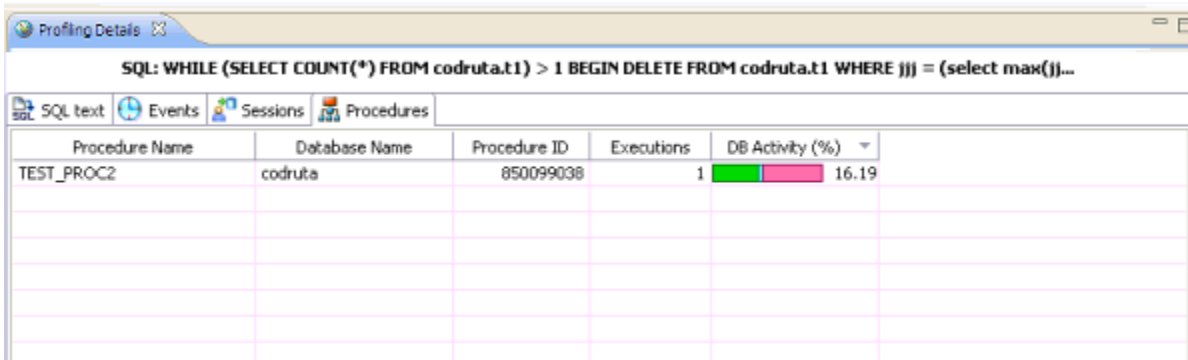 Profiling Details
SQL: WHILE (SELECT COUNT(*) FROM codruta.t1) > 1 BEGIN DELETE FROM codruta.t1 WHERE jjj = (select max(jj...
SQL text Events Sessions Procedures
Procedure Name Database Name Procedure ID Executions DB Activity (%)
TEST_PROC2 codruta 850099038 1 16.19